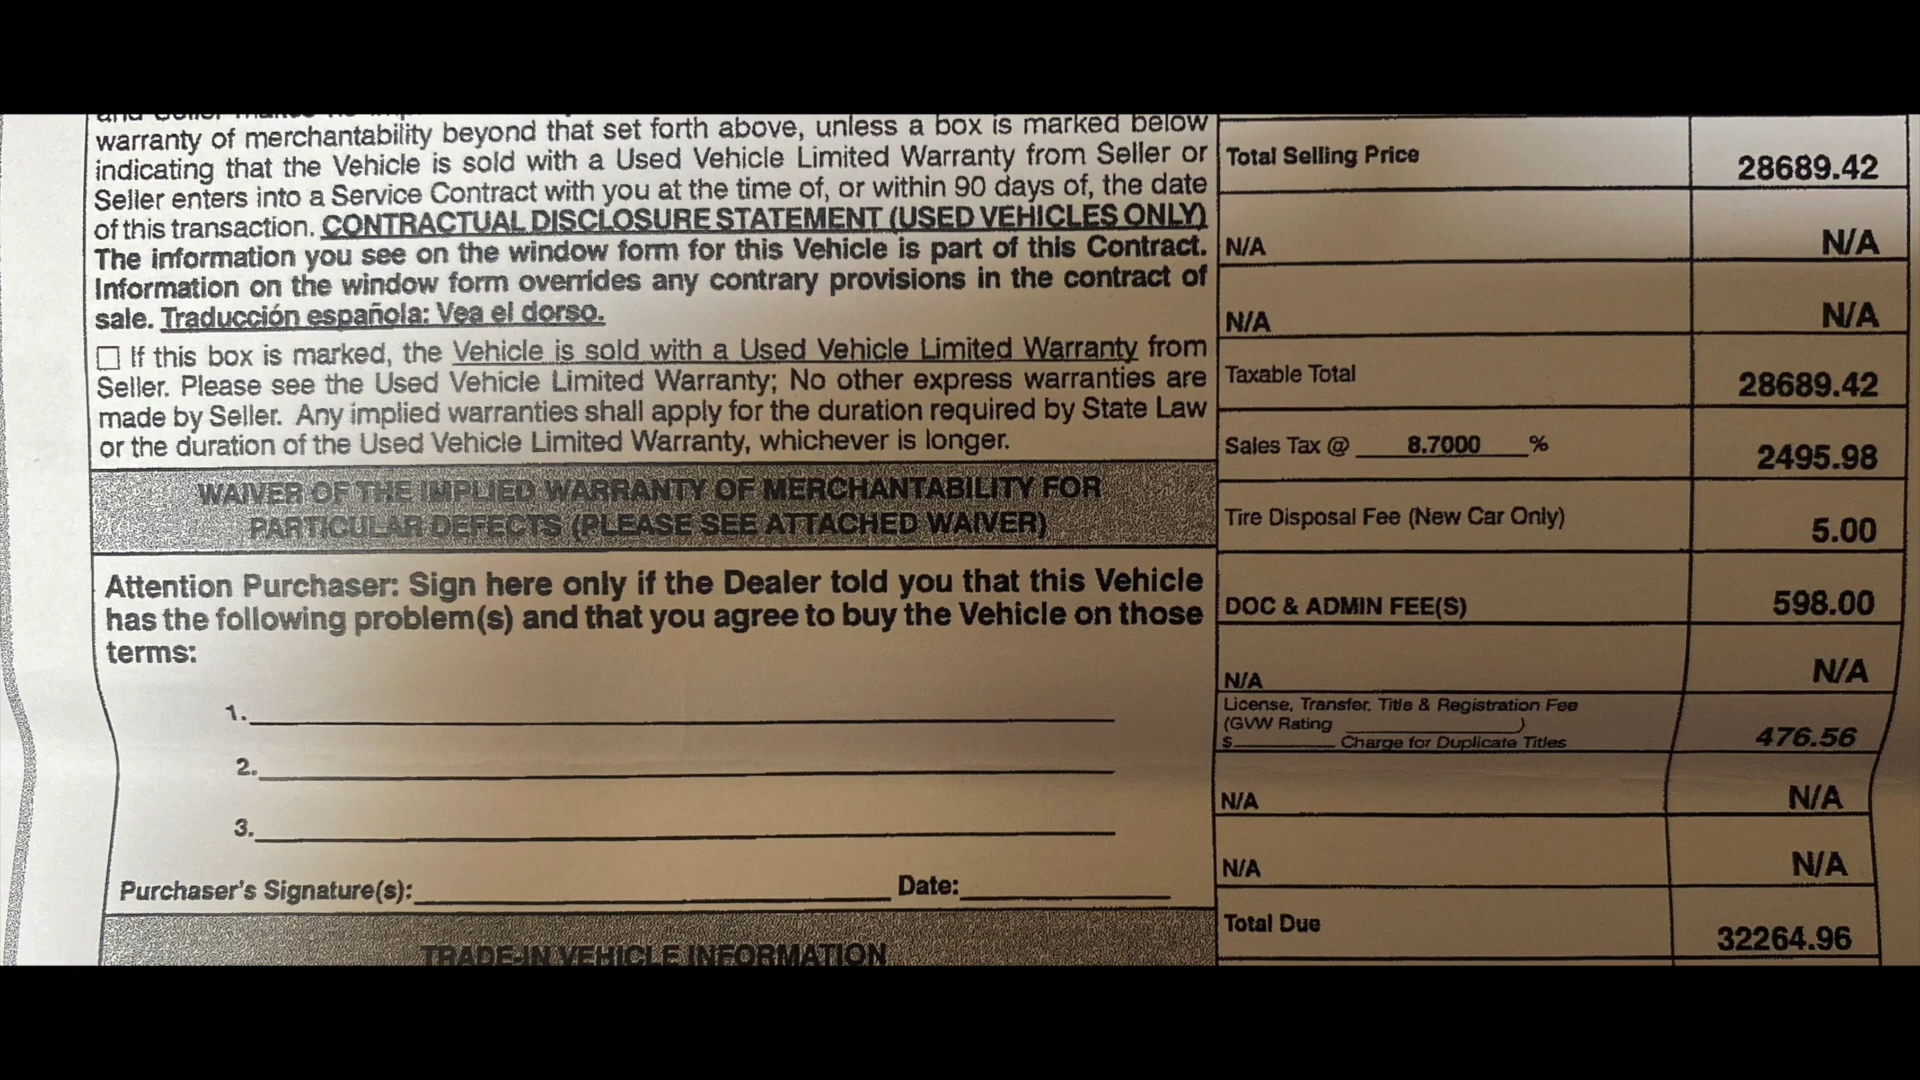 warranty of merchantability beyond that set forth above, unless a box is marked below
indicating that the Vehicle is sold with a Used Vehicle Limited Warranty from Seller or
Seller enters into a Service Contract with you at the time of, or within 90 days of, the date
of this transaction. CONTRACTUAL DISCLOSURE STATEMENT (USED VEHICLES ONLY)
The information you see on the window form for this Vehicle is part of this Contract.
Information on the window form overrides any contrary provisions in the contract of
sale. Traducción española: Vea el dorso.
☐ If this box is marked, the Vehicle is sold with a Used Vehicle Limited Warranty from
Seller. Please see the Used Vehicle Limited Warranty; No other express warranties are
made by Seller. Any implied warranties shall apply for the duration required by State Law
or the duration of the Used Vehicle Limited Warranty, whichever is longer.
WAIVER OF THE IMPLIED WARRANTY OF MERCHANTABILITY FOR
PARTICULAR DEFECTS (PLEASE SEE ATTACHED WAIVER)
Attention Purchaser: Sign here only if the Dealer told you that this Vehicle
has the following problem(s) and that you agree to buy the Vehicle on those
terms:
1.
2.
3.
Purchaser's Signature(s): Date:
TRADE-IN VEHICLE INFORMATION
Total Selling Price 28689.42
N/A N/A
N/A N/A
Taxable Total 28689.42
Sales Tax @ 8.7000 % 2495.98
Tire Disposal Fee (New Car Only) 5.00
DOC & ADMIN FEE(S) 598.00
N/A N/A
License, Transfer, Title & Registration Fee
(GVW Rating )
$ Charge for Duplicate Titles 476.56
N/A N/A
N/A N/A
Total Due 32264.96